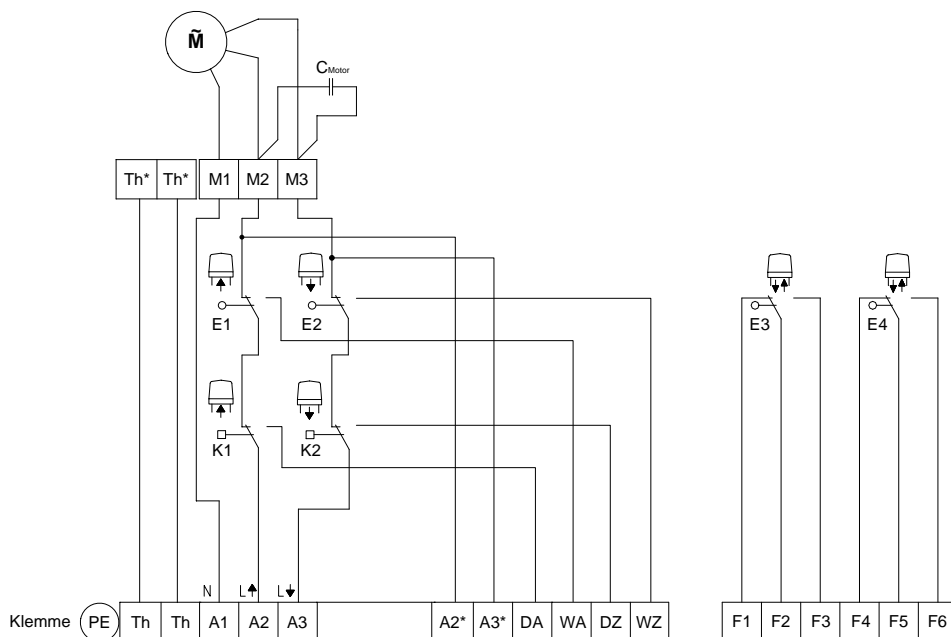 M̃
CMotor
Th* Th* M1 M2 M3
E1 E2 E3 E4
K1 K2
N L L
Klemme PE Th Th A1 A2 A3 A2* A3* DA WA DZ WZ F1 F2 F3 F4 F5 F6